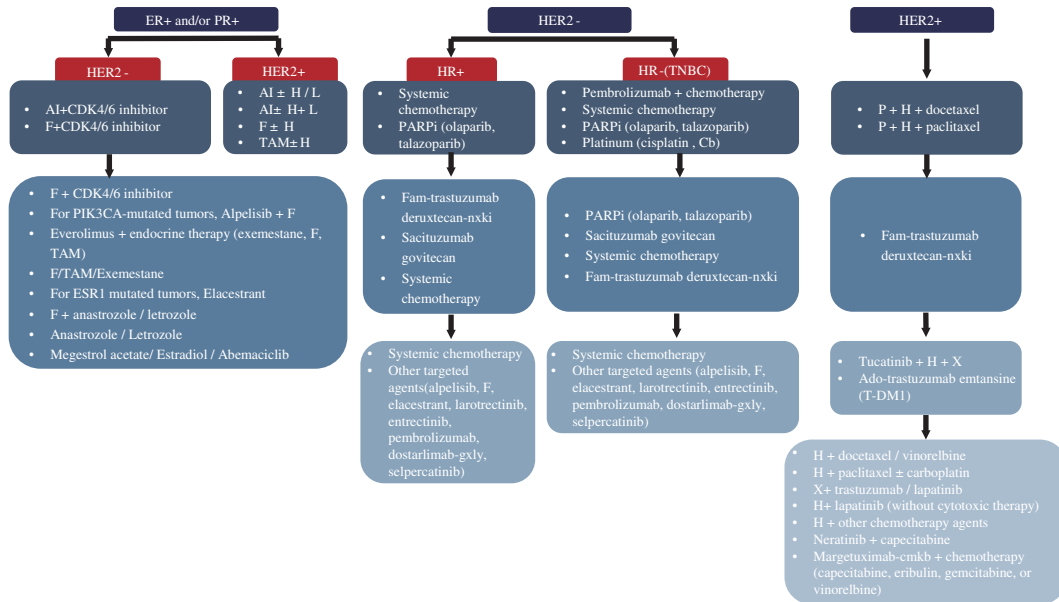 ER+ and/or PR+
HER2 -
HER2+
• AI+CDK4/6 inhibitor
• F+CDK4/6 inhibitor
• AI ± H / L
• AI± H+ L
• F ± H
• TAM± H
• F + CDK4/6 inhibitor
• For PIK3CA-mutated tumors, Alpelisib + F
• Everolimus + endocrine therapy (exemestane, F,
TAM)
• F/TAM/Exemestane
• For ESR1 mutated tumors, Elacestrant
• F + anastrozole / letrozole
• Anastrozole / Letrozole
• Megestrol acetate/ Estradiol / Abemaciclib
HER2 -
HR+
HR-(TNBC)
• Systemic
chemotherapy
• PARPi (olaparib,
talazoparib)
• Pembrolizumab + chemotherapy
• Systemic chemotherapy
• PARPi (olaparib, talazoparib)
• Platinum (cisplatin , Cb)
• Fam-trastuzumab
deruxtecan-nxki
• Sacituzumab
govitecan
• Systemic
chemotherapy
• PARPi (olaparib, talazoparib)
• Sacituzumab govitecan
• Systemic chemotherapy
• Fam-trastuzumab deruxtecan-nxki
• Systemic chemotherapy
• Other targeted
agents(alpelisib, F,
elacestrant, larotrectinib,
entrectinib,
pembrolizumab,
dostarlimab-gxly,
selpercatinib)
• Systemic chemotherapy
• Other targeted agents (alpelisib, F,
elacestrant, larotrectinib, entrectinib,
pembrolizumab, dostarlimab-gxly,
selpercatinib)
HER2+
• P + H + docetaxel
• P + H + paclitaxel
• Fam-trastuzumab
deruxtecan-nxki
• Tucatinib + H + X
• Ado-trastuzumab emtansine
(T-DM1)
• H + docetaxel / vinorelbine
• H + paclitaxel ± carboplatin
• X+ trastuzumab / lapatinib
• H+ lapatinib (without cytotoxic therapy)
• H + other chemotherapy agents
• Neratinib + capecitabine
• Margetuximab-cmkb + chemotherapy
(capecitabine, eribulin, gemcitabine, or
vinorelbine)